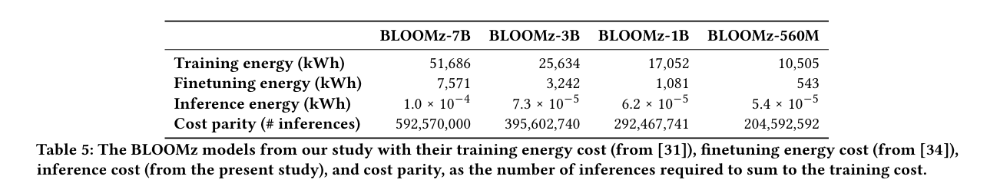 BLOOMz-7B BLOOMz-3B BLOOMz-1B BLOOMz-560M
Training energy (kWh) 51,686 25,634 17,052 10,505
Finetuning energy (kWh) 7,571 3,242 1,081 543
Inference energy (kWh) 1.0 × 10⁻⁴ 7.3 × 10⁻⁵ 6.2 × 10⁻⁵ 5.4 × 10⁻⁵
Cost parity (# inferences) 592,570,000 395,602,740 292,467,741 204,592,592
Table 5: The BLOOMz models from our study with their training energy cost (from [31]), finetuning energy cost (from [34]),
inference cost (from the present study), and cost parity, as the number of inferences required to sum to the training cost.